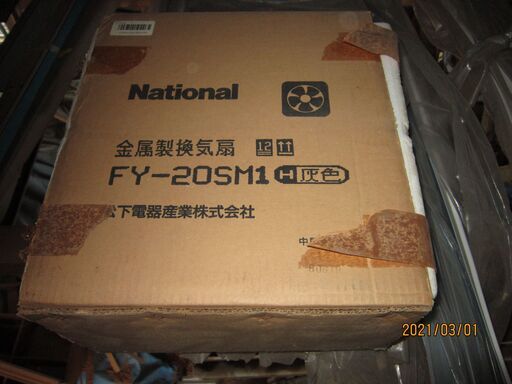 National
金属製換気扇 12
FY-20SM1 H 灰色
松下電器産業株式会社
2021/03/01